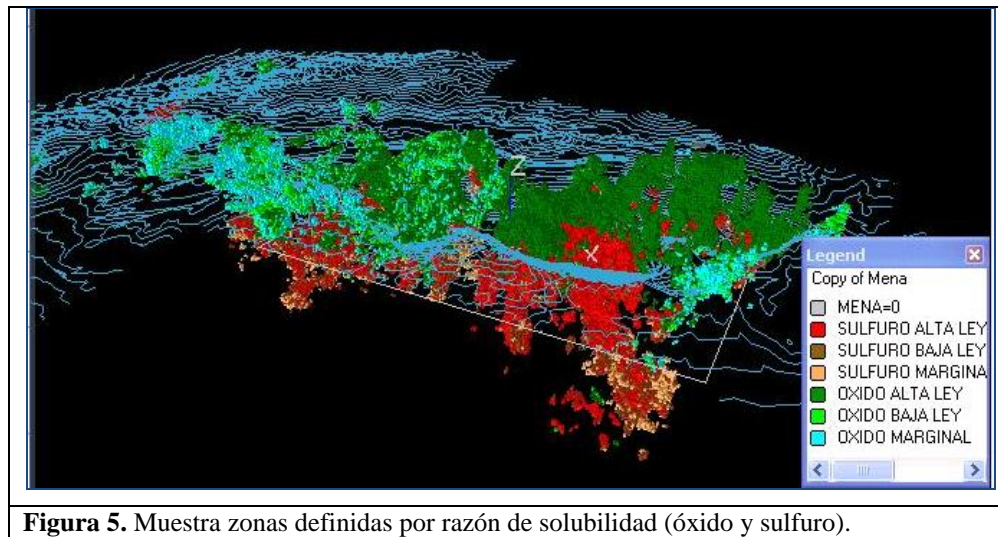 Z
X
Legend
Copy of Mena
MENA=0
SULFURO ALTA LEY
SULFURO BAJA LEY
SULFURO MARGINA
OXIDO ALTA LEY
OXIDO BAJA LEY
OXIDO MARGINAL
Figura 5. Muestra zonas definidas por razón de solubilidad (óxido y sulfuro).